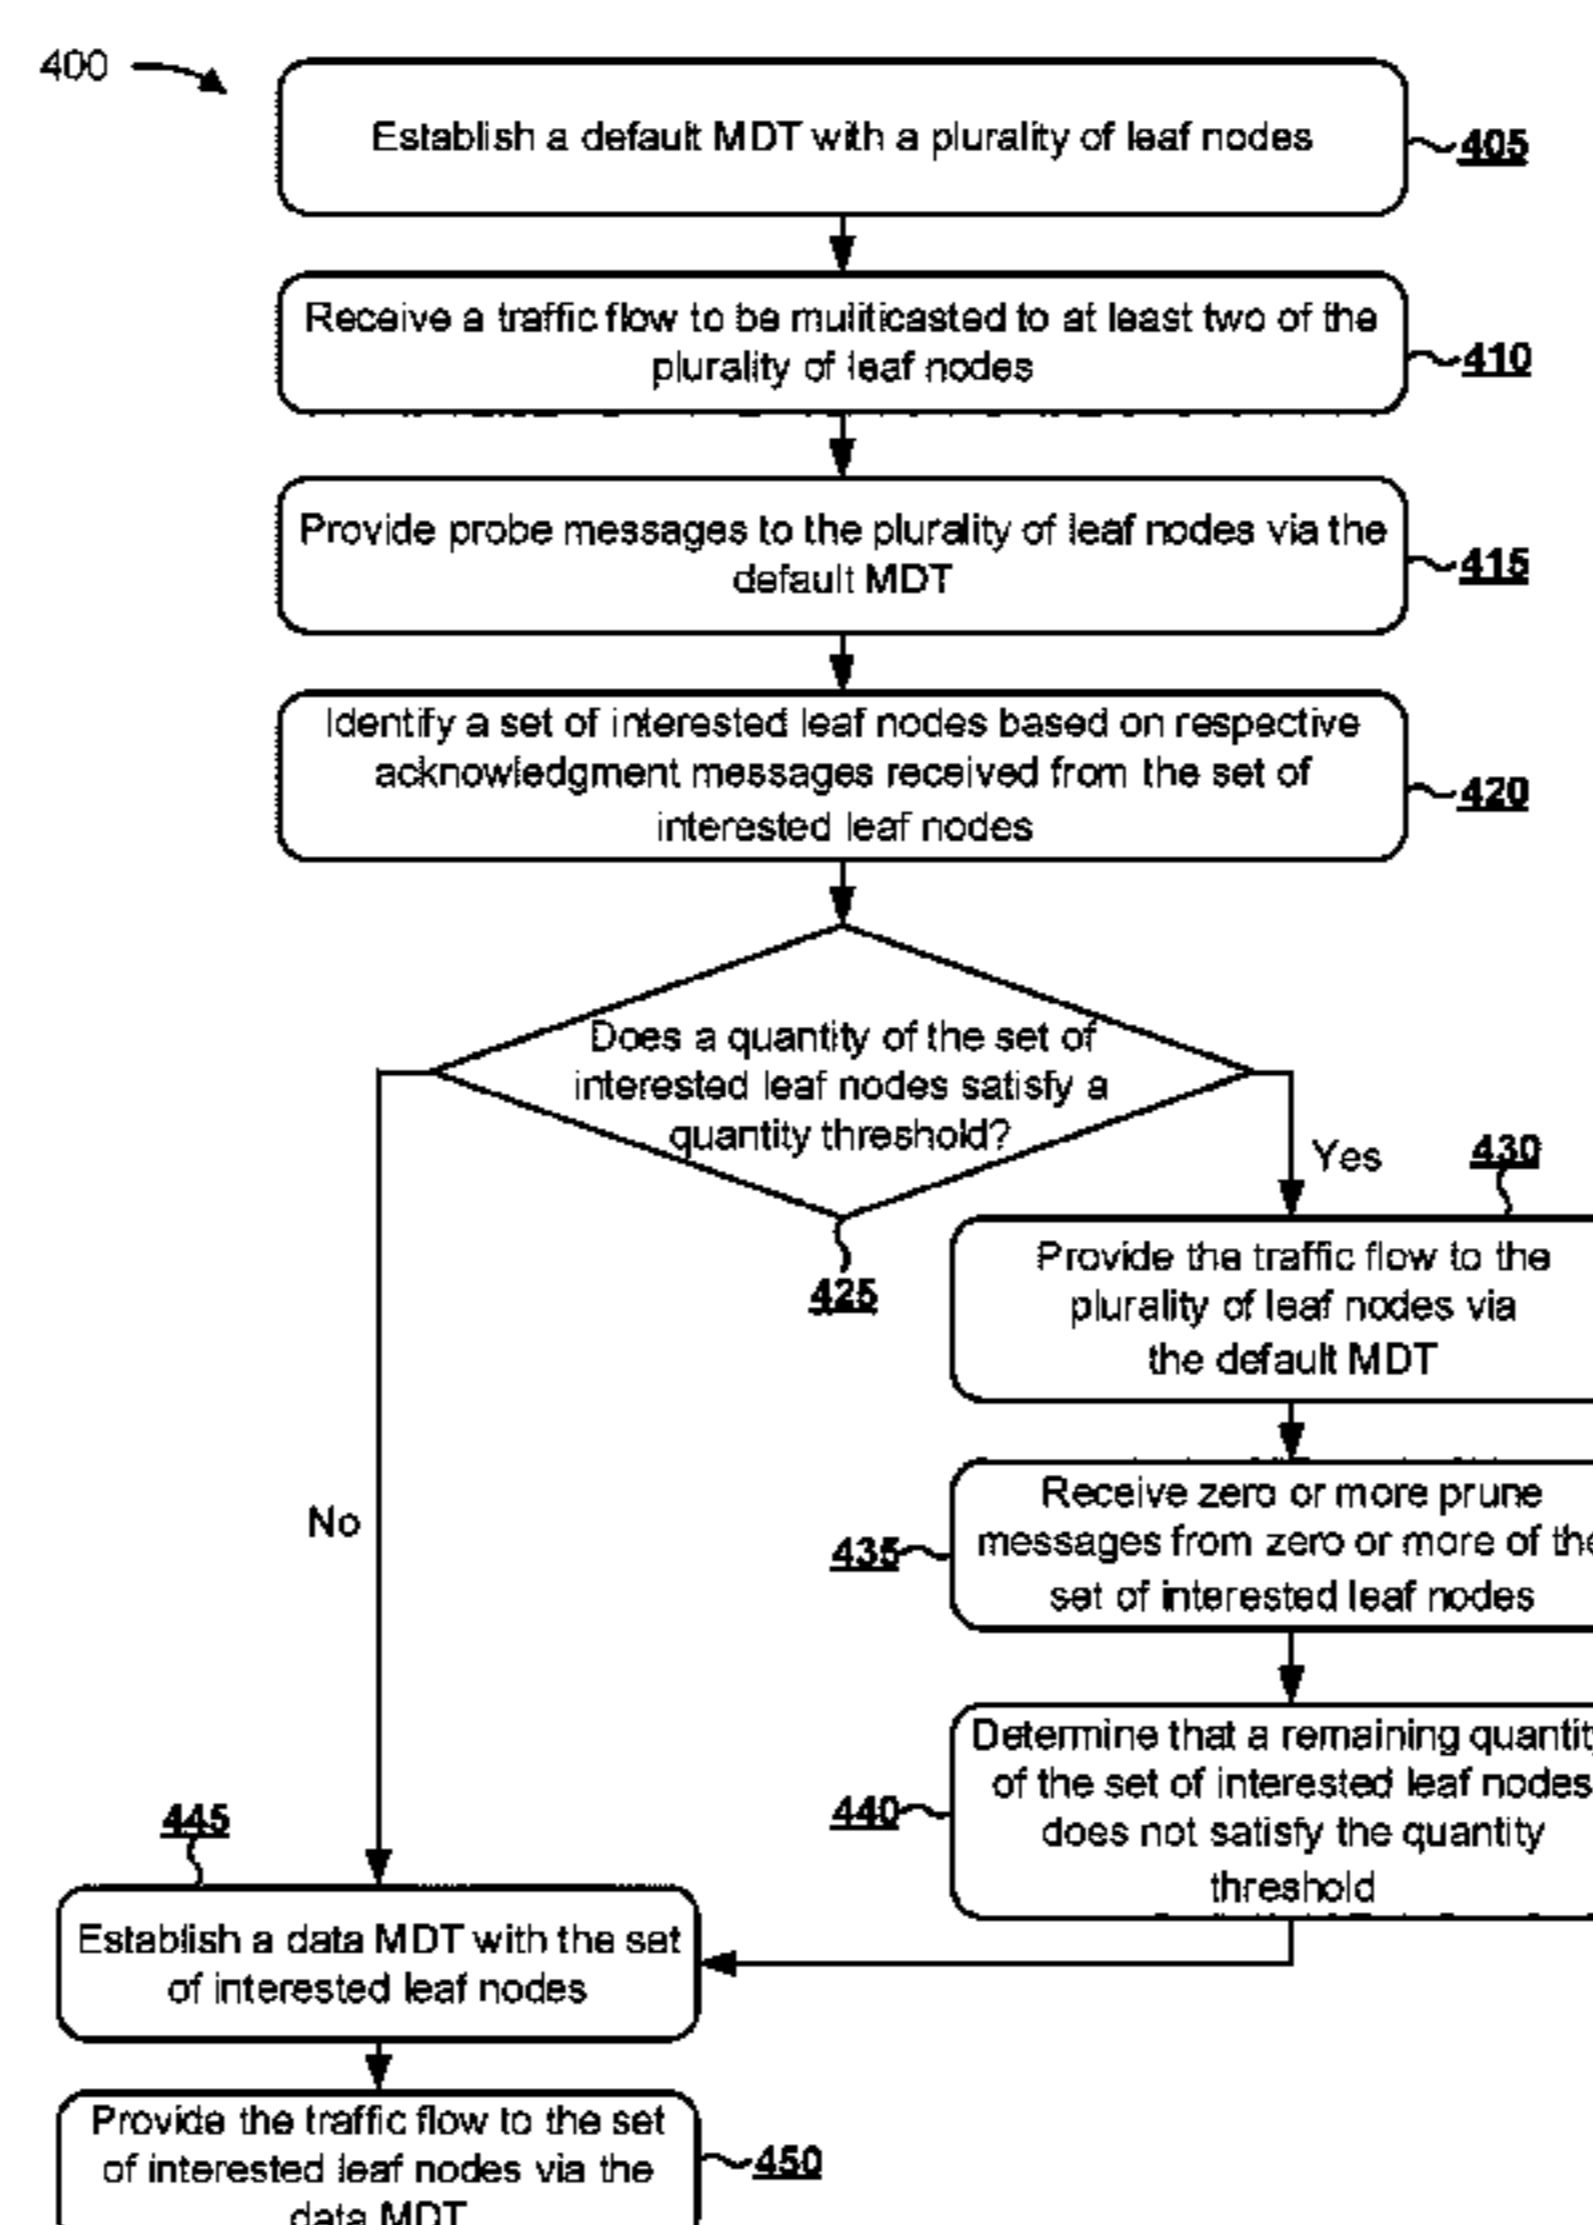 400
Establish a default MDT with a plurality of leaf nodes
405
Receive a traffic flow to be muliticasted to at least two of the
plurality of leaf nodes
410
Provide probe messages to the plurality of leaf nodes via the
default MDT
415
Identify a set of interested leaf nodes based on respective
acknowledgment messages received from the set of
interested leaf nodes
420
Does a quantity of the set of
interested leaf nodes satisfy a
quantity threshold?
425
Yes
430
Provide the traffic flow to the
plurality of leaf nodes via
the default MDT
Receive zero or more prune
messages from zero or more of the
set of interested leaf nodes
435
No
Determine that a remaining quantity
of the set of interested leaf nodes
does not satisfy the quantity
threshold
440
445
Establish a data MDT with the set
of interested leaf nodes
Provide the traffic flow to the set
of interested leaf nodes via the
data MDT
450